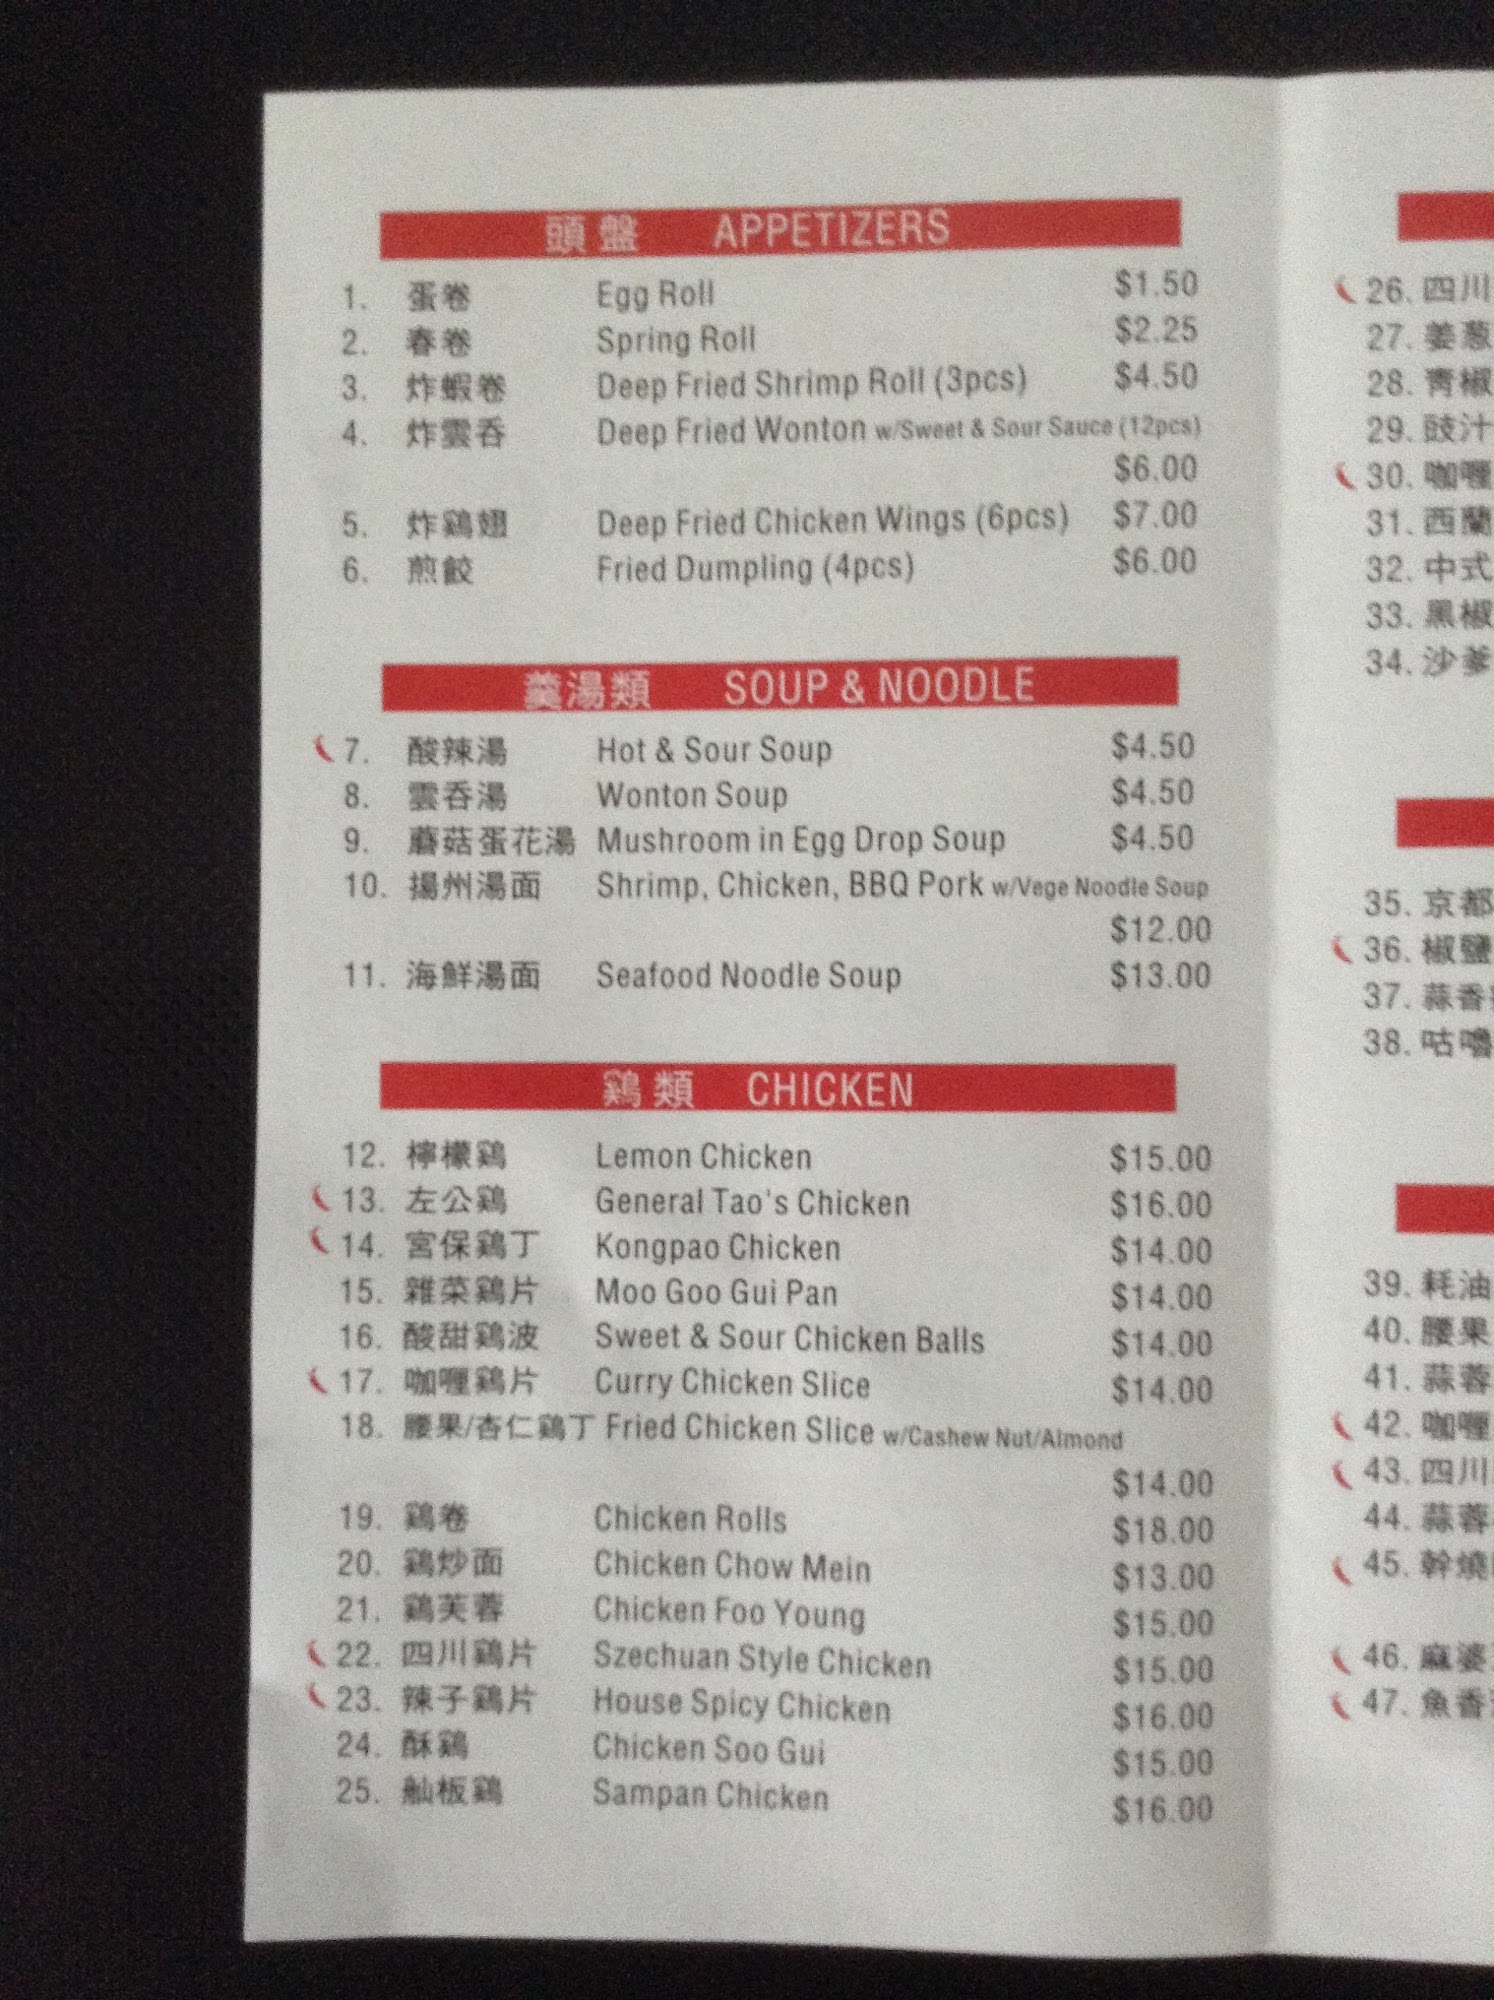 頭盤 APPETIZERS
1. 蛋卷 Egg Roll $1.50
2. 春卷 Spring Roll $2.25
3. 炸蝦卷 Deep Fried Shrimp Roll (3pcs) $4.50
4. 炸雲吞 Deep Fried Wonton w/Sweet & Sour Sauce (12pcs)
$6.00
5. 炸鷄翅 Deep Fried Chicken Wings (6pcs) $7.00
6. 煎餃 Fried Dumpling (4pcs) $6.00
羹湯類 SOUP & NOODLE
7. 酸辣湯 Hot & Sour Soup $4.50
8. 雲吞湯 Wonton Soup $4.50
9. 蘑菇蛋花湯 Mushroom in Egg Drop Soup $4.50
10. 揚州湯面 Shrimp, Chicken, BBQ Pork w/Vege Noodle Soup
$12.00
11. 海鮮湯面 Seafood Noodle Soup $13.00
鷄類 CHICKEN
12. 檸檬鷄 Lemon Chicken $15.00
13. 左公鷄 General Tao's Chicken $16.00
14. 宮保鷄丁 Kongpao Chicken $14.00
15. 雜菜鷄片 Moo Goo Gui Pan $14.00
16. 酸甜鷄波 Sweet & Sour Chicken Balls $14.00
17. 咖喱鷄片 Curry Chicken Slice $14.00
18. 腰果/杏仁鷄丁 Fried Chicken Slice w/Cashew Nut/Almond
$14.00
19. 鷄卷 Chicken Rolls $18.00
20. 鷄炒面 Chicken Chow Mein $13.00
21. 鷄芙蓉 Chicken Foo Young $15.00
22. 四川鷄片 Szechuan Style Chicken $15.00
23. 辣子鷄片 House Spicy Chicken $16.00
24. 酥鷄 Chicken Soo Gui $15.00
25. 舢板鷄 Sampan Chicken $16.00
26. 四川
27. 姜葱
28. 青椒
29. 豉汁
30. 咖喱
31. 西蘭
32. 中式
33. 黑椒
34. 沙爹
35. 京都
36. 椒鹽
37. 蒜香
38. 咕嚕
39. 耗油
40. 腰果
41. 蒜蓉
42. 咖喱
43. 四川
44. 蒜蓉
45. 幹燒
46. 麻婆
47. 魚香